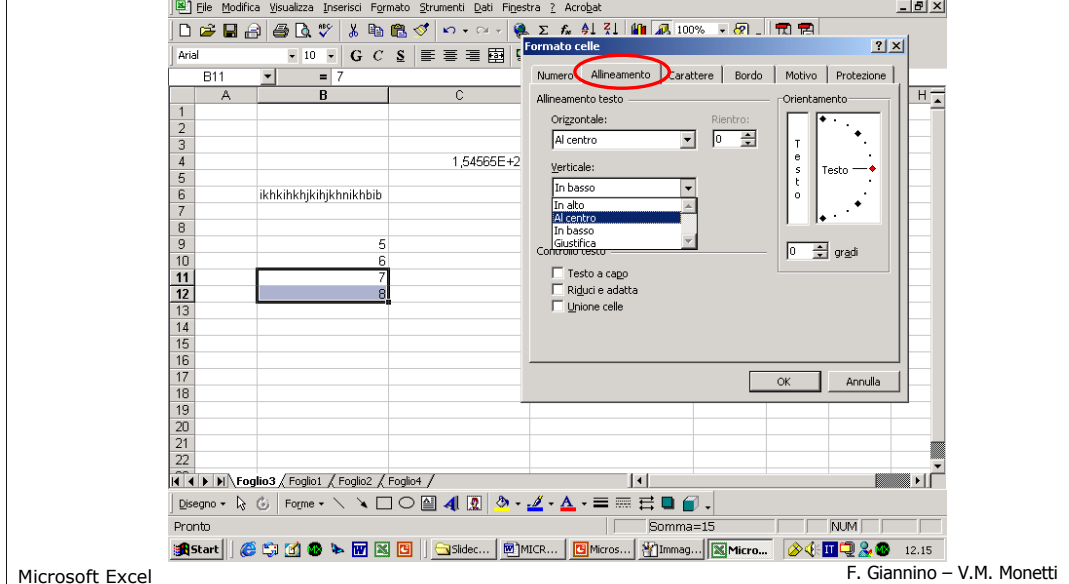 File Modifica Visualizza Inserisci Formato Strumenti Dati Finestra ? Acrobat
Arial 10 G C S 100%
B11 = 7
Formato celle
Numero Allineamento Carattere Bordo Motivo Protezione
Allineamento testo
Orizzontale: Rientro:
Al centro 0
Verticale:
In basso
In alto
Al centro
In basso
Giustifica
Orientamento
Testo
Testo
0 gradi
Controllo testo
Testo a capo
Riduci e adatta
Unione celle
OK Annulla
A B C H
1
2
3
4 1,54565E+2
5
6 ikhkihkhjkihjkhnikhbib
7
8
9 5
10 6
11 7
12 8
13
14
15
16
17
18
19
20
21
22
Foglio3 Foglio1 Foglio2 Foglio4
Disegno Forme
Pronto Somma=15 NUM
Start Slidec... MICR... Micros... Immag... Micro... IT 12.15
Microsoft Excel
F. Giannino – V.M. Monetti